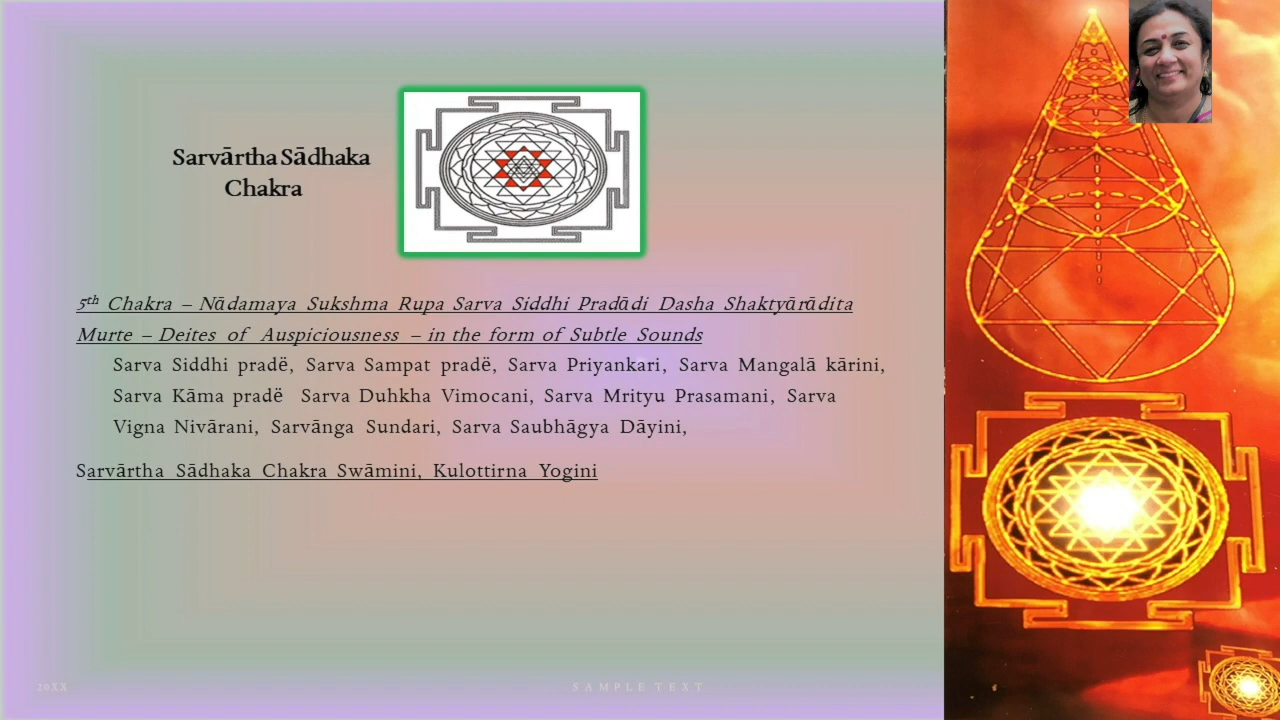 Sarvārtha Sādhaka
Chakra
5th Chakra – Nādamaya Sukshma Rupa Sarva Siddhi Pradādi Dasha Shaktyārādita
Murte – Deites of Auspiciousness – in the form of Subtle Sounds
Sarva Siddhi pradë, Sarva Sampat pradë, Sarva Priyankari, Sarva Mangalā kārini,
Sarva Kāma pradë Sarva Duhkha Vimocani, Sarva Mrityu Prasamani, Sarva
Vigna Nivārani, Sarvānga Sundari, Sarva Saubhāgya Dāyini,
Sarvārtha Sādhaka Chakra Swāmini, Kulottirna Yogini
20XX
SAMPLE TEXT